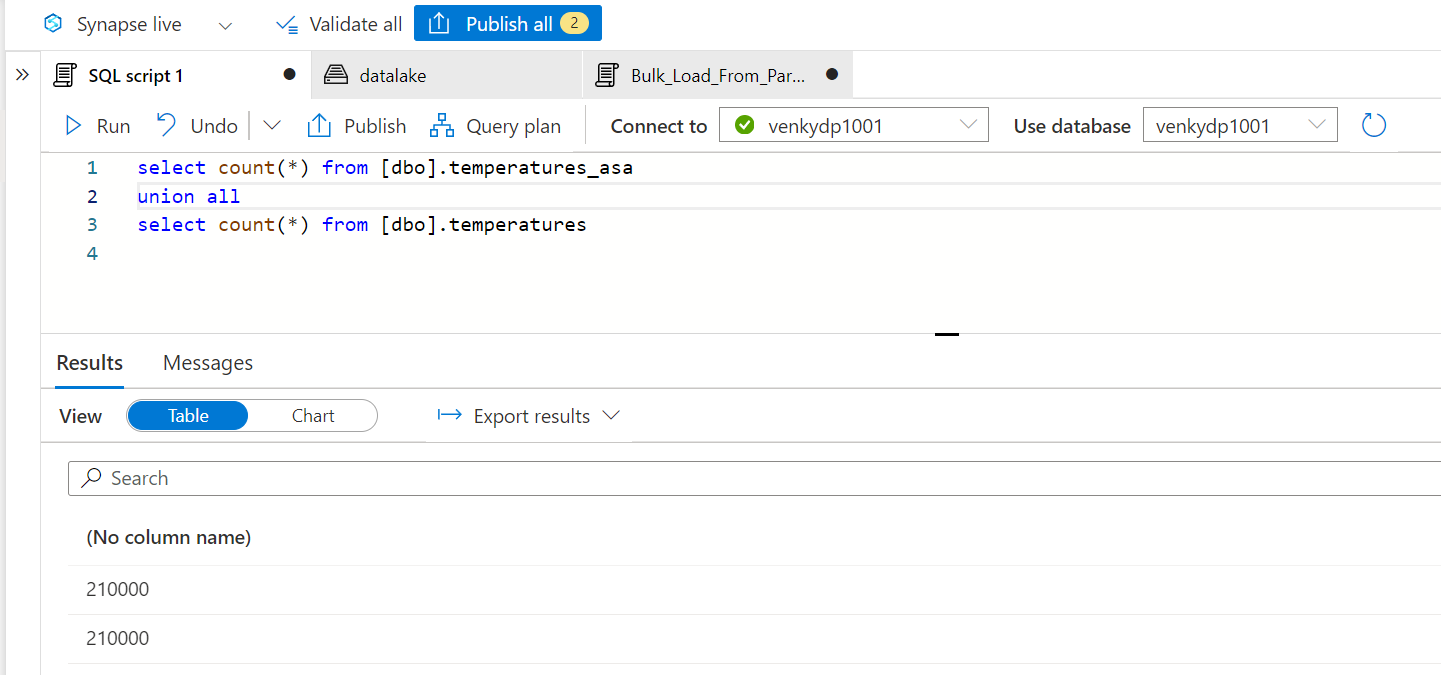 Synapse live Validate all Publish all 2
SQL script 1 datalake Bulk_Load_From_Par...
Run Undo Publish Query plan Connect to venkydp1001 Use database venkydp1001
1 select count(*) from [dbo].temperatures_asa
2 union all
3 select count(*) from [dbo].temperatures
4
Results Messages
View Table Chart Export results
Search
(No column name)
210000
210000